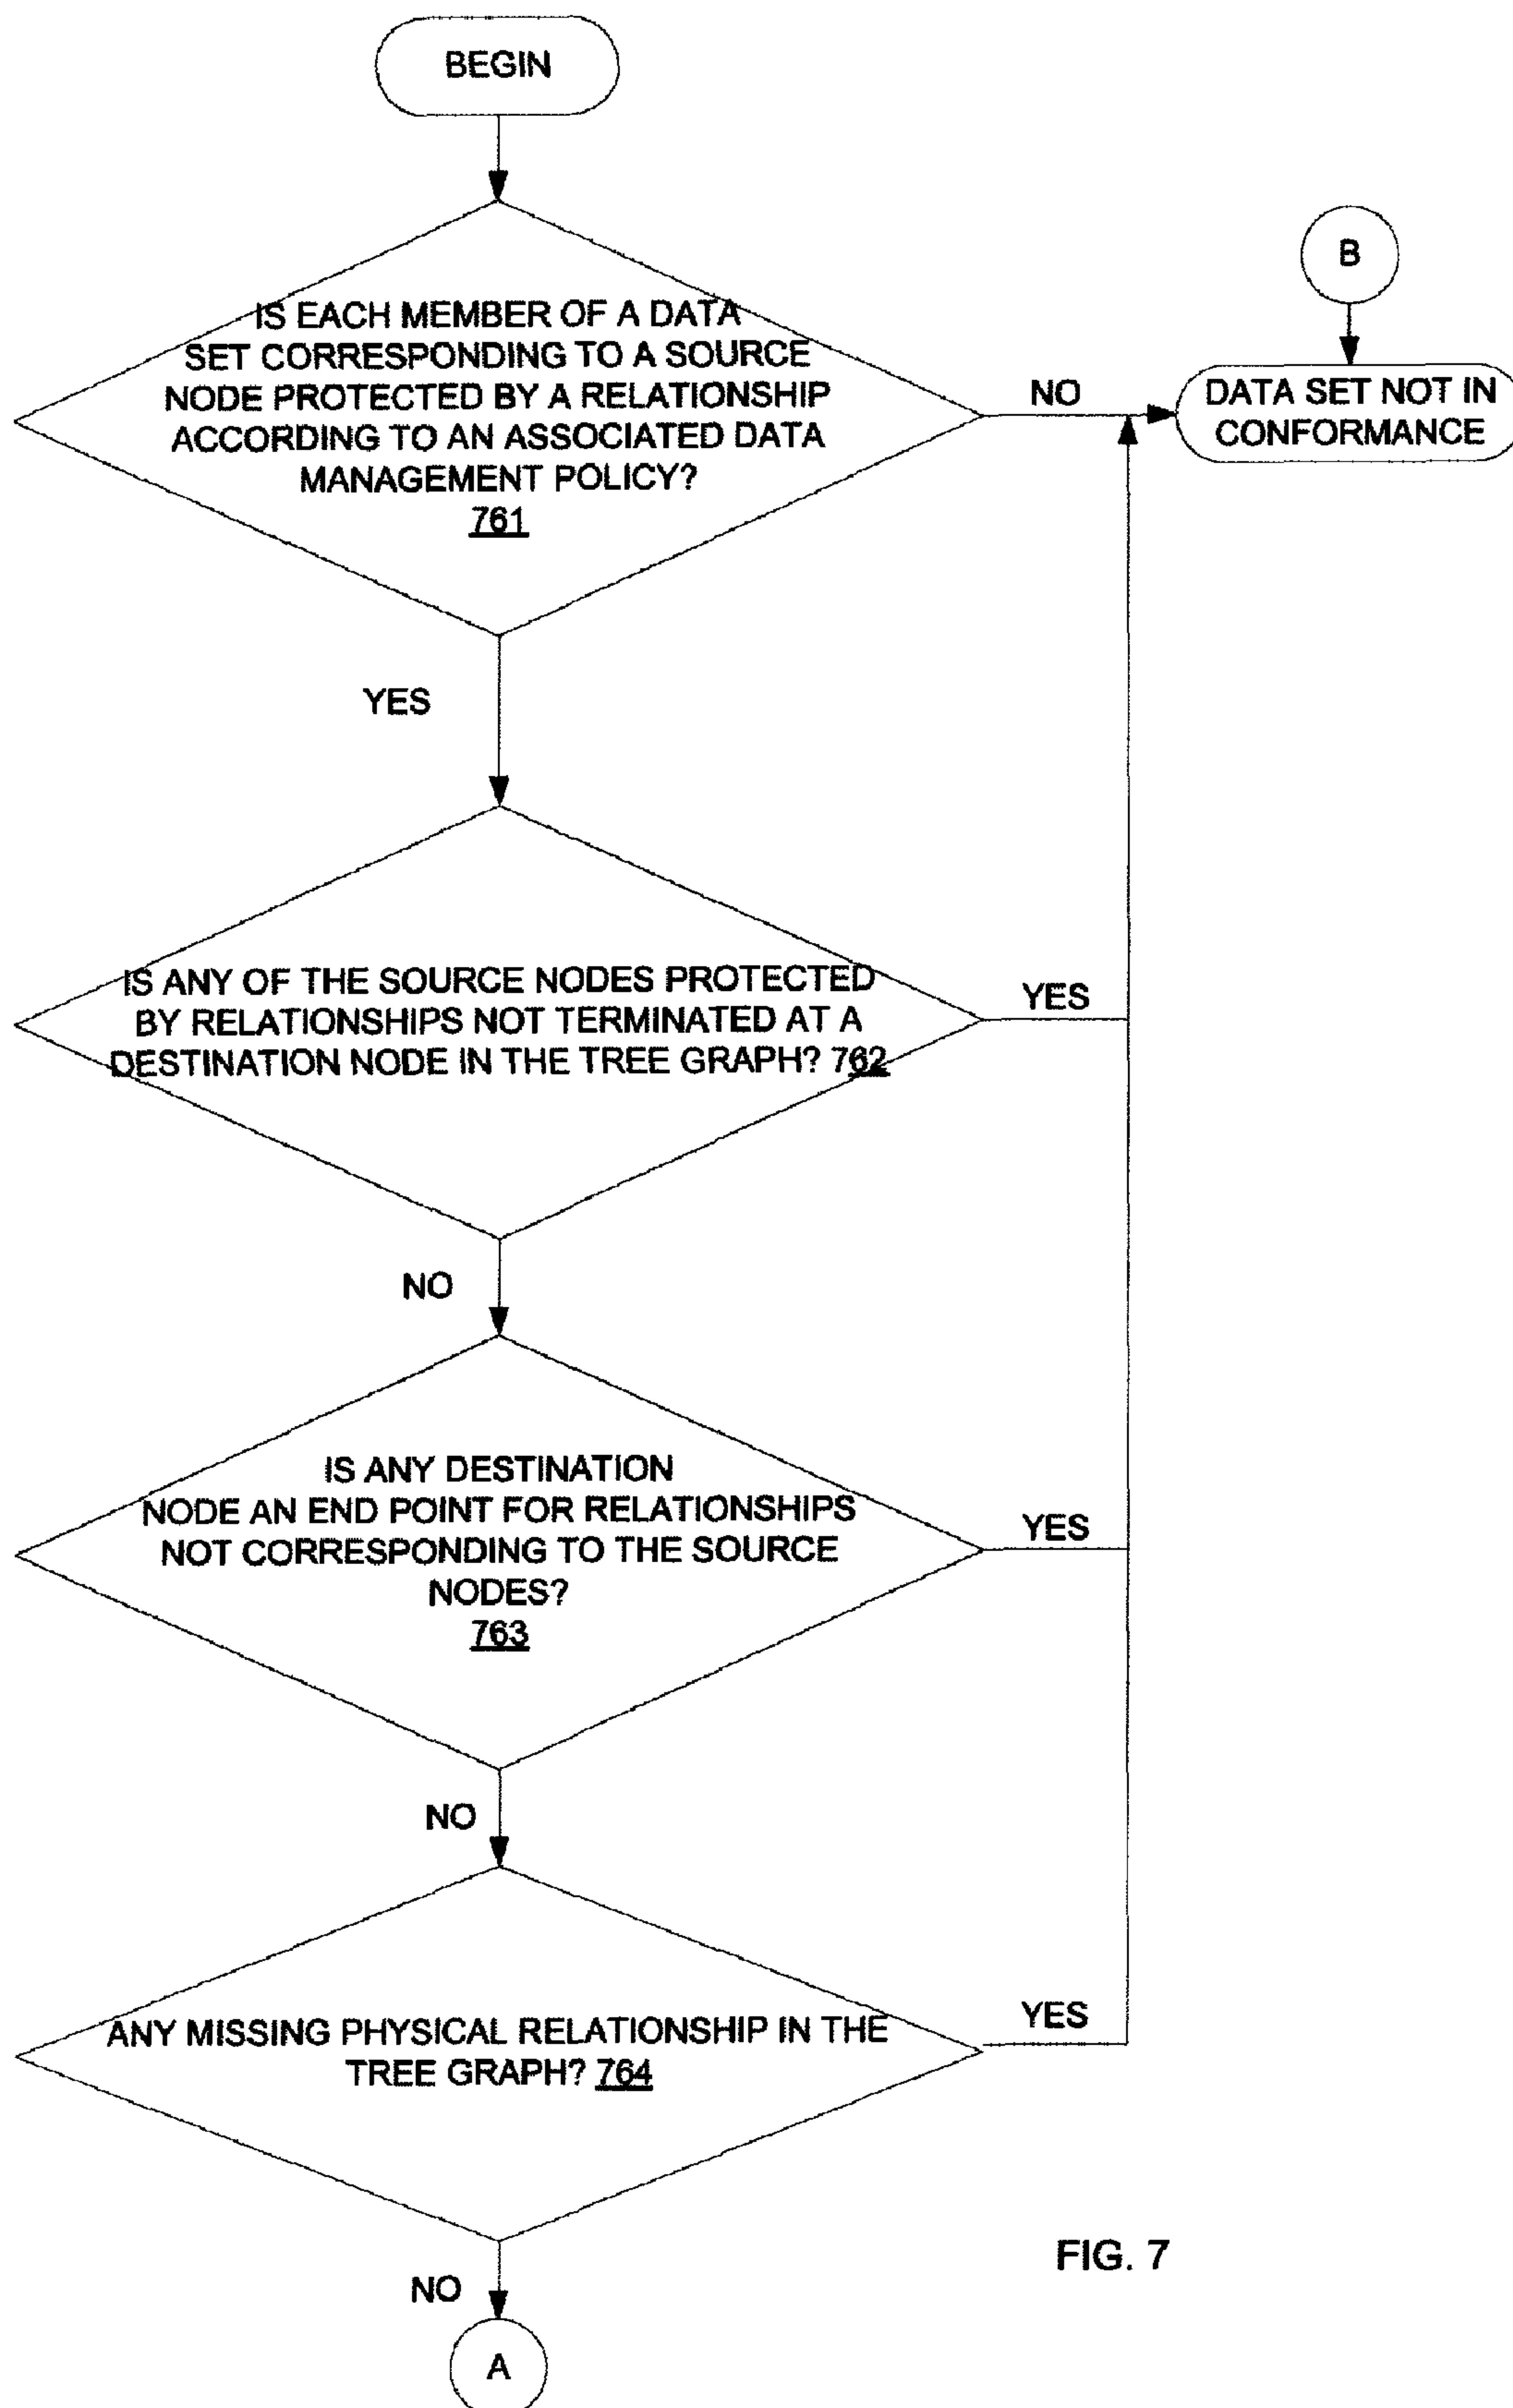 BEGIN
IS EACH MEMBER OF A DATA
SET CORRESPONDING TO A SOURCE
NODE PROTECTED BY A RELATIONSHIP
ACCORDING TO AN ASSOCIATED DATA
MANAGEMENT POLICY?
761
NO
B
DATA SET NOT IN
CONFORMANCE
YES
IS ANY OF THE SOURCE NODES PROTECTED
BY RELATIONSHIPS NOT TERMINATED AT A
DESTINATION NODE IN THE TREE GRAPH? 762
YES
NO
IS ANY DESTINATION
NODE AN END POINT FOR RELATIONSHIPS
NOT CORRESPONDING TO THE SOURCE
NODES?
763
YES
NO
ANY MISSING PHYSICAL RELATIONSHIP IN THE
TREE GRAPH? 764
YES
NO
A
FIG. 7